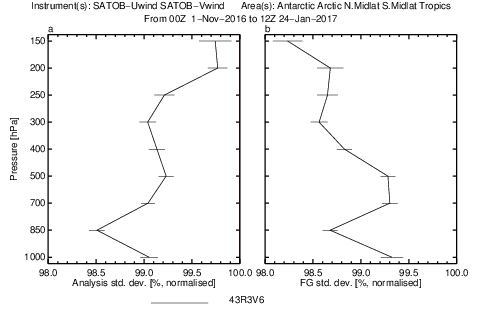 Instrument(s): SATOB-Uwind SATOB-Vwind Area(s): Antarctic Arctic N.Midlat S.Midlat Tropics
From 00Z 1-Nov-2016 to 12Z 24-Jan-2017
a b
Pressure [hPa]
150
200
250
300
400
500
700
850
1000
98.0 98.5 99.0 99.5 100.0 98.0 98.5 99.0 99.5 100.0
Analysis std. dev. [%, normalised] FG std. dev. [%, normalised]
43R3V6